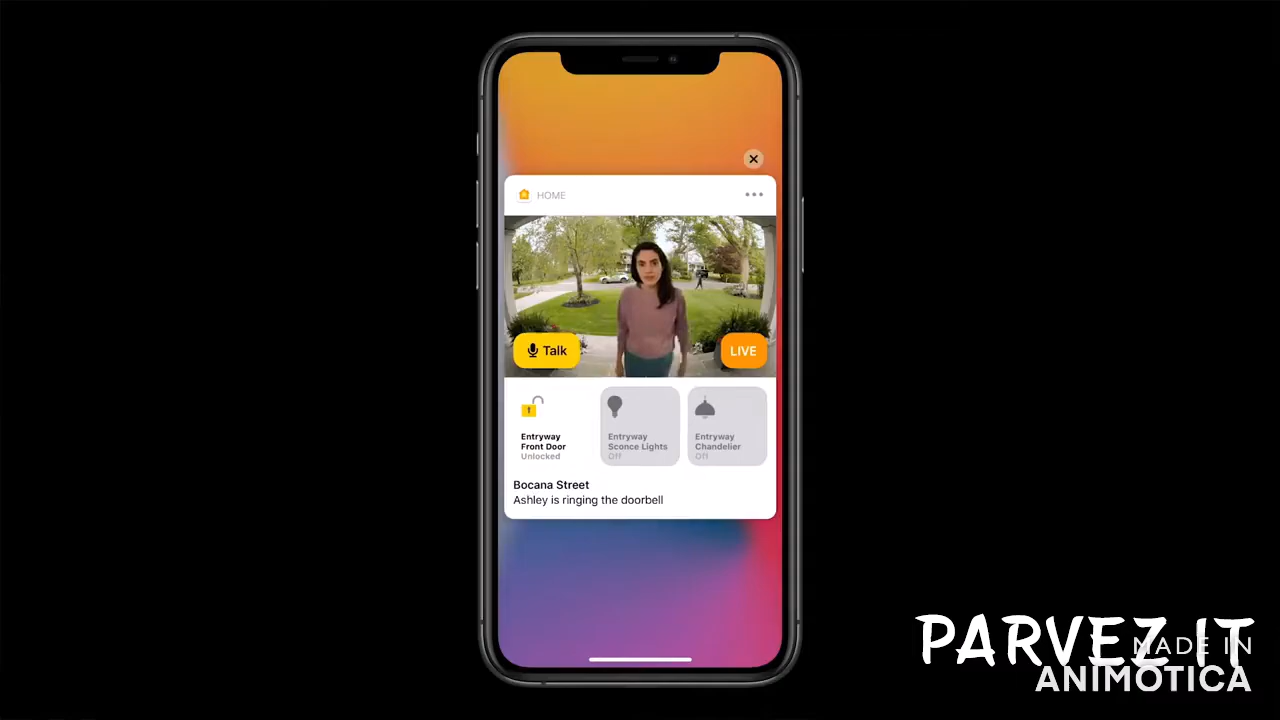 HOME
Talk
LIVE
Entryway
Front Door
Unlocked
Entryway
Sconce Lights
Off
Entryway
Chandelier
Off
Bocana Street
Ashley is ringing the doorbell
PARVEZ IT
MADE IN
ANIMOTICA